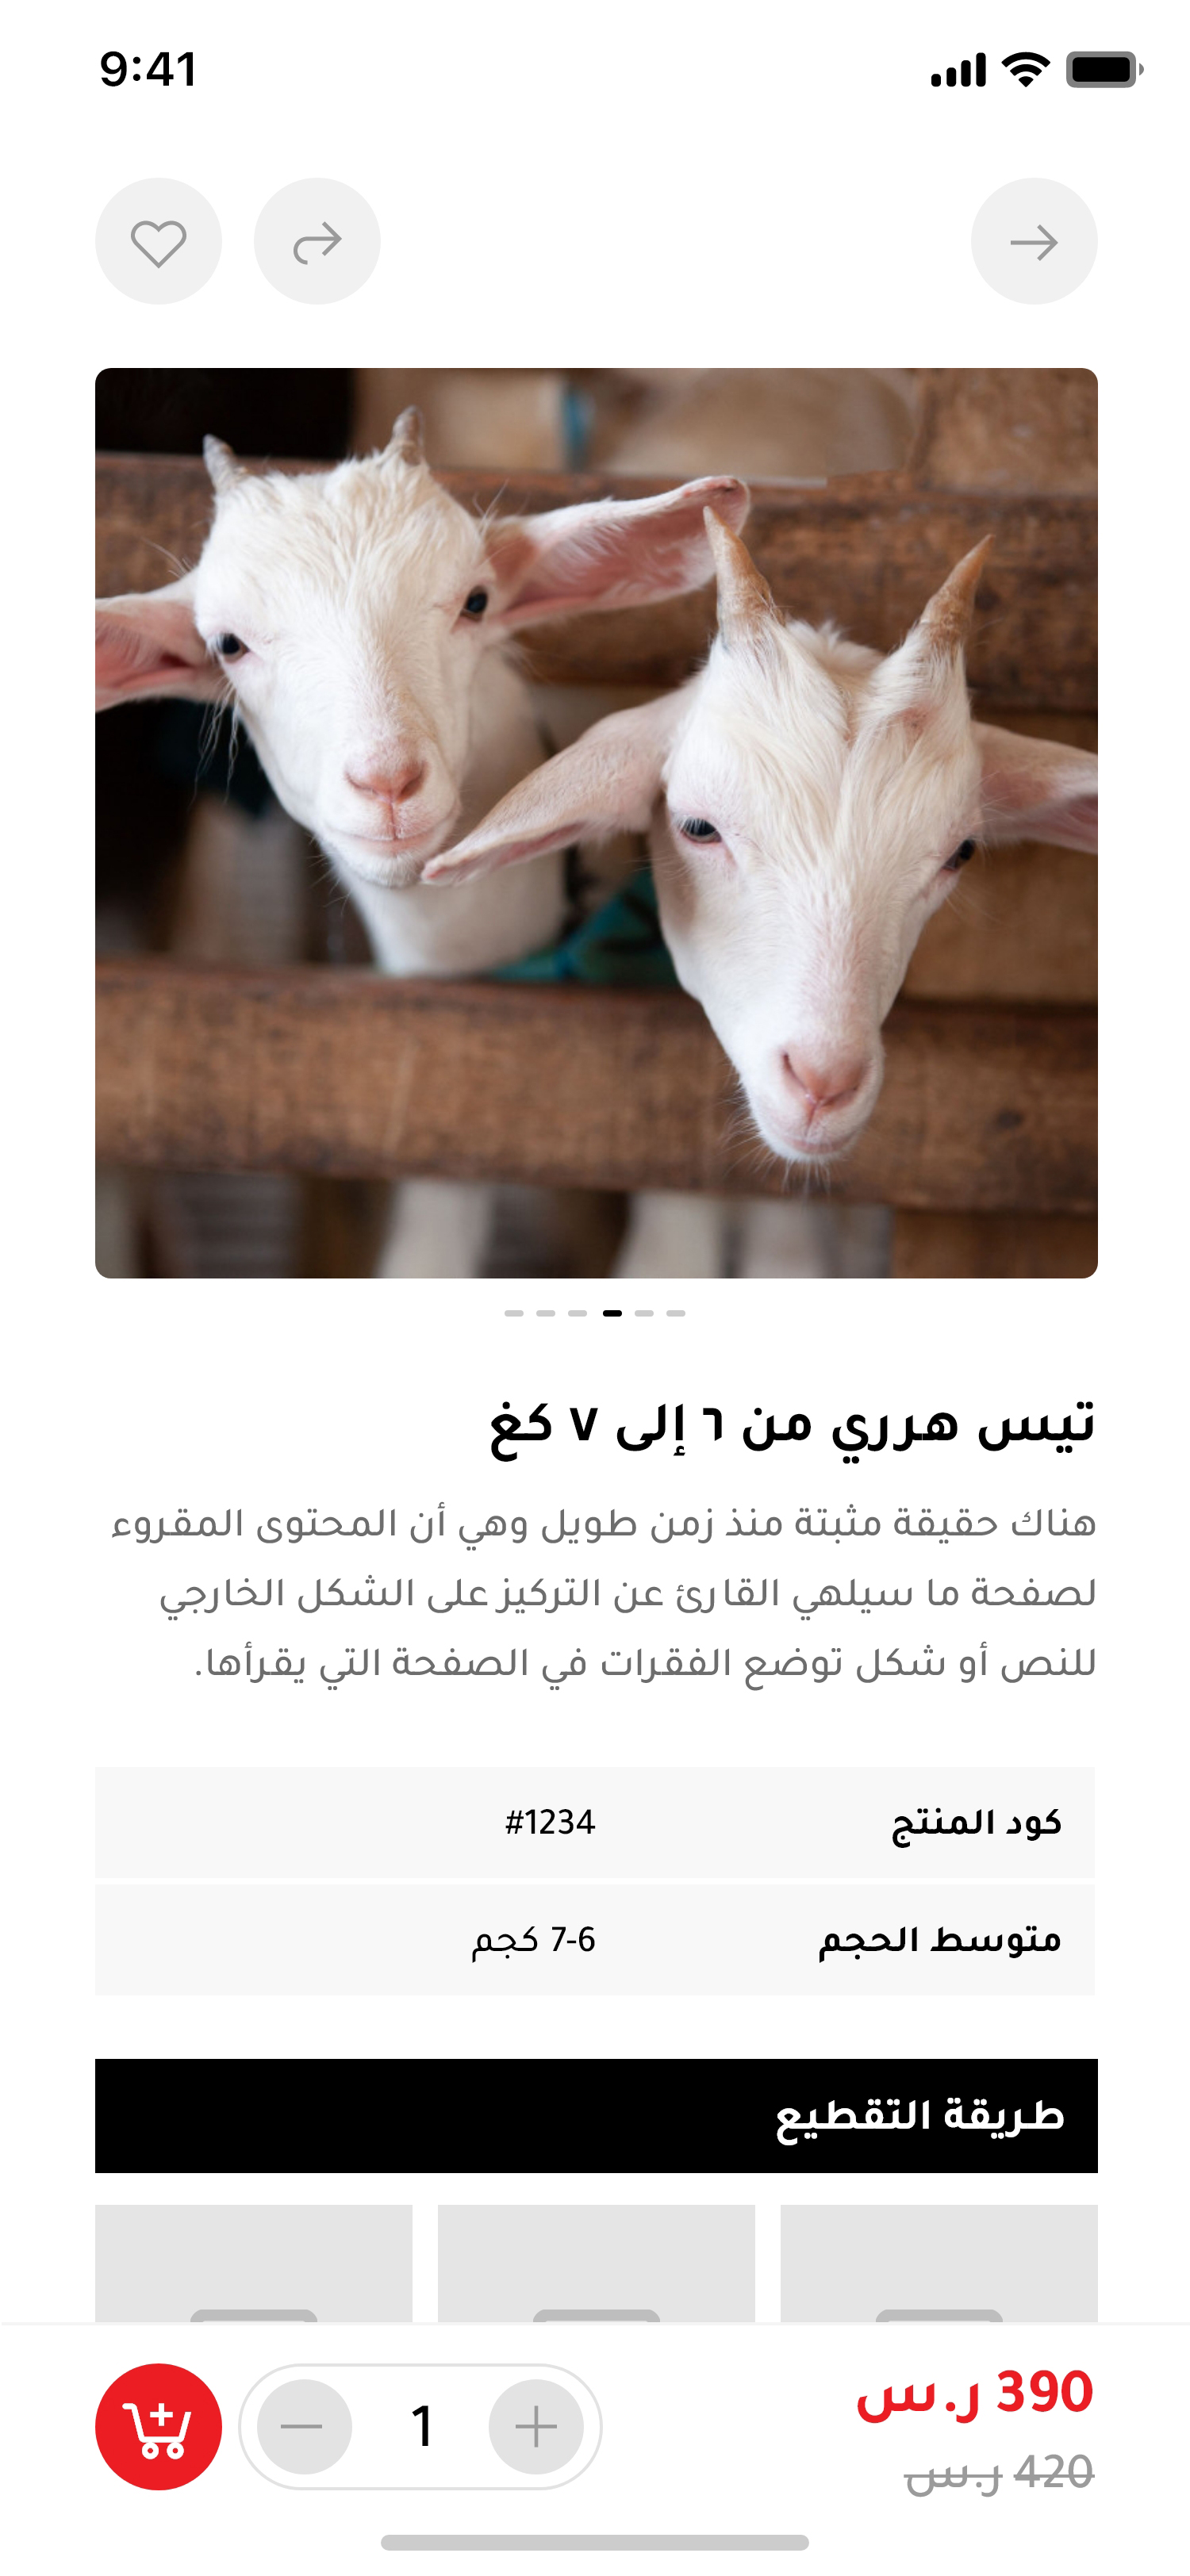 9:41
تيس هرري من ٦ إلى ٧ كغ
هناك حقيقة مثبتة منذ زمن طويل وهي أن المحتوى المقروء
لصفحة ما سيلهي القارئ عن التركيز على الشكل الخارجي
للنص أو شكل توضع الفقرات في الصفحة التي يقرأها.
كود المنتج #1234
متوسط الحجم 7-6 كجم
طريقة التقطيع
390 ر.س
1
420 ر.س